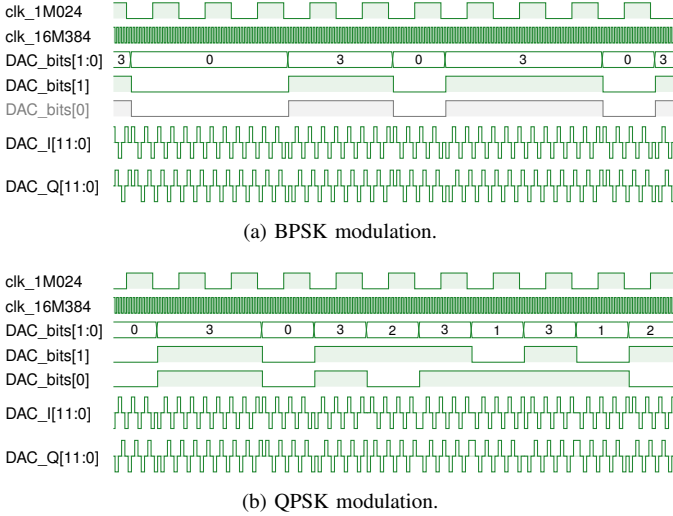 clk_1M024
clk_16M384
DAC_bits[1:0] 3 0 3 0 3 0 3
DAC_bits[1]
DAC_bits[0]
DAC_I[11:0]
DAC_Q[11:0]
(a) BPSK modulation.
clk_1M024
clk_16M384
DAC_bits[1:0] 0 3 0 3 2 3 1 3 1 2
DAC_bits[1]
DAC_bits[0]
DAC_I[11:0]
DAC_Q[11:0]
(b) QPSK modulation.